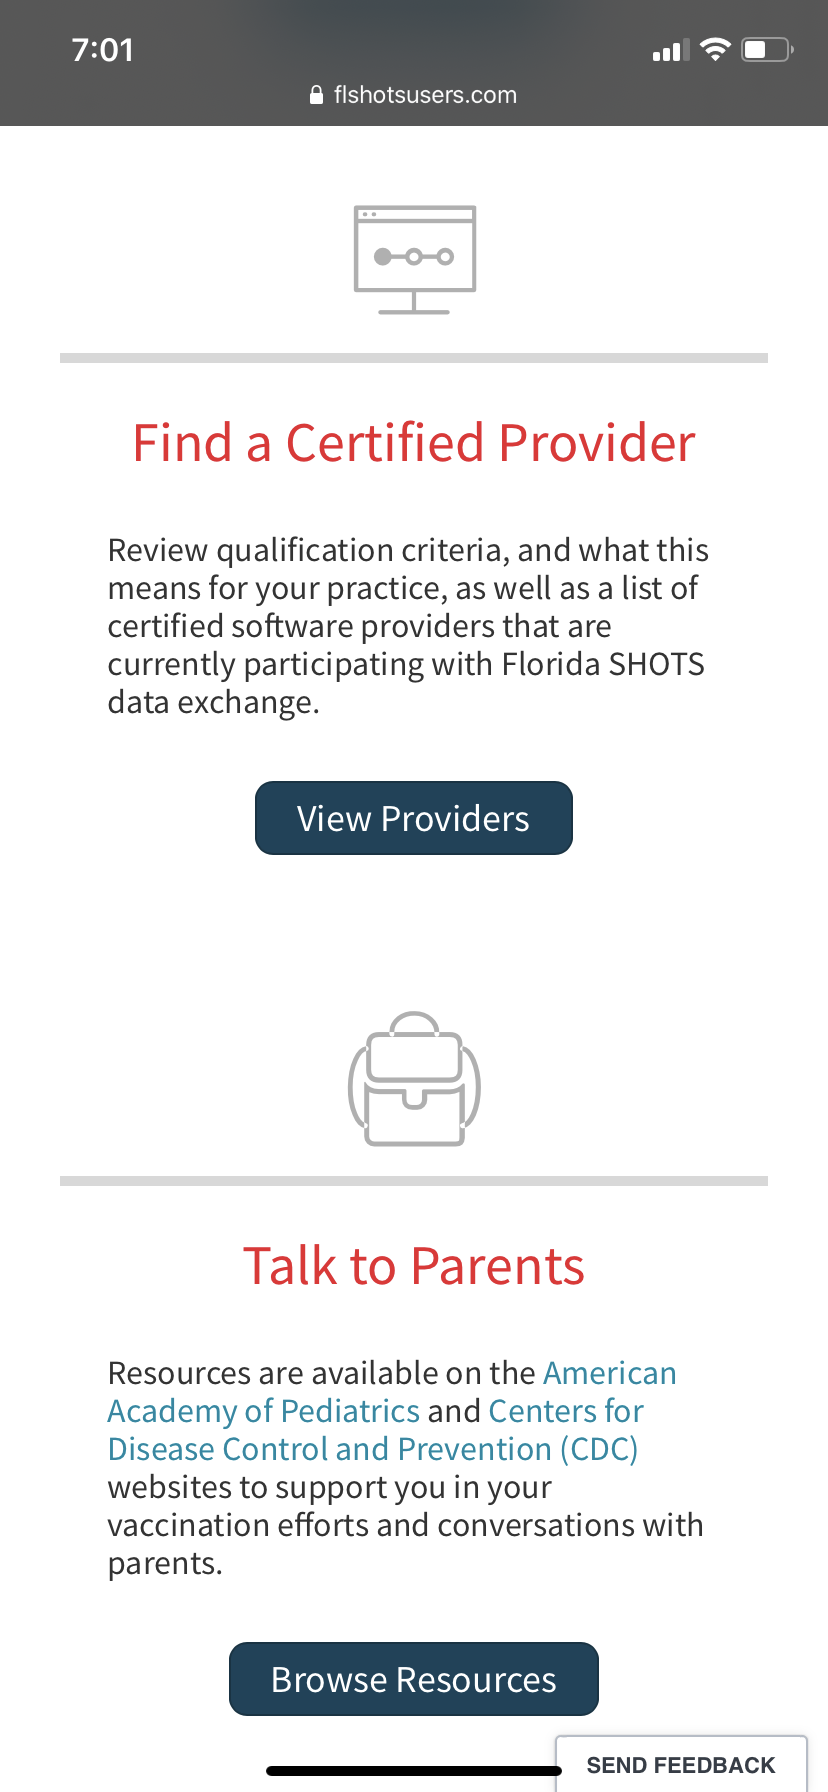 7:01
flshotsusers.com
Find a Certified Provider
Review qualification criteria, and what this
means for your practice, as well as a list of
certified software providers that are
currently participating with Florida SHOTS
data exchange.
View Providers
Talk to Parents
Resources are available on the American
Academy of Pediatrics and Centers for
Disease Control and Prevention (CDC)
websites to support you in your
vaccination efforts and conversations with
parents.
Browse Resources
SEND FEEDBACK